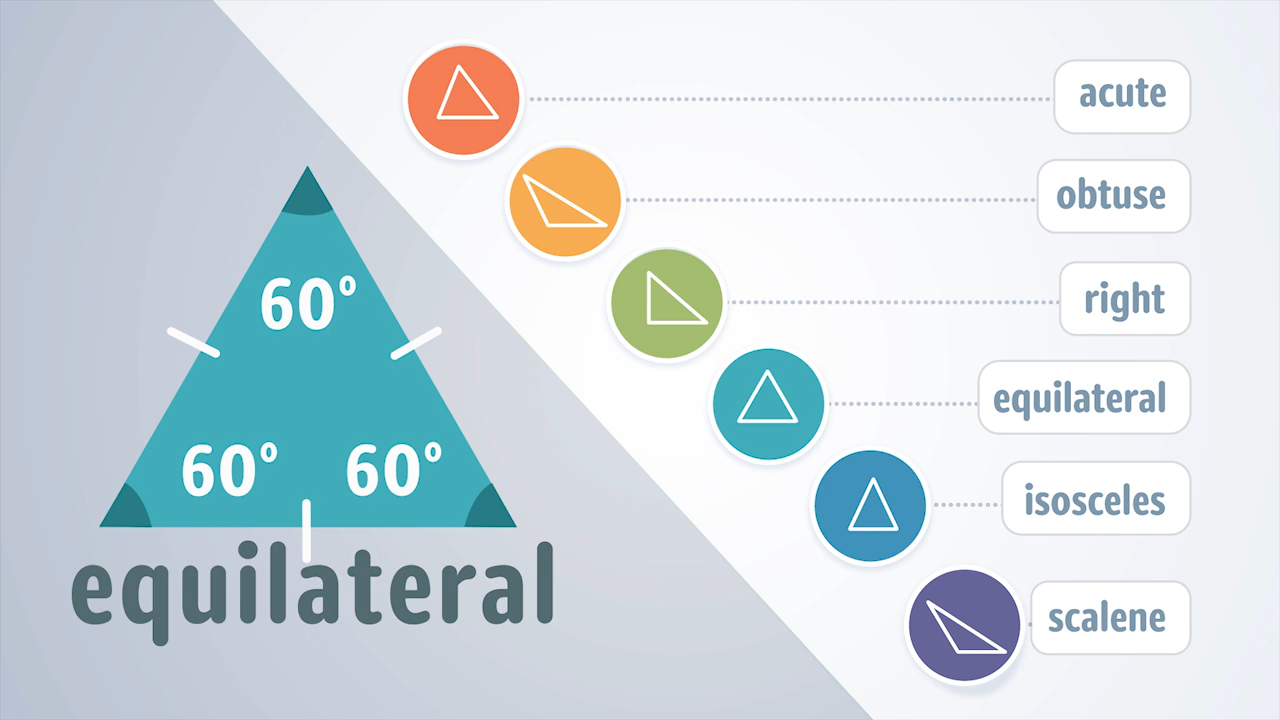 60°
60° 60°
equilateral
acute
obtuse
right
equilateral
isosceles
scalene